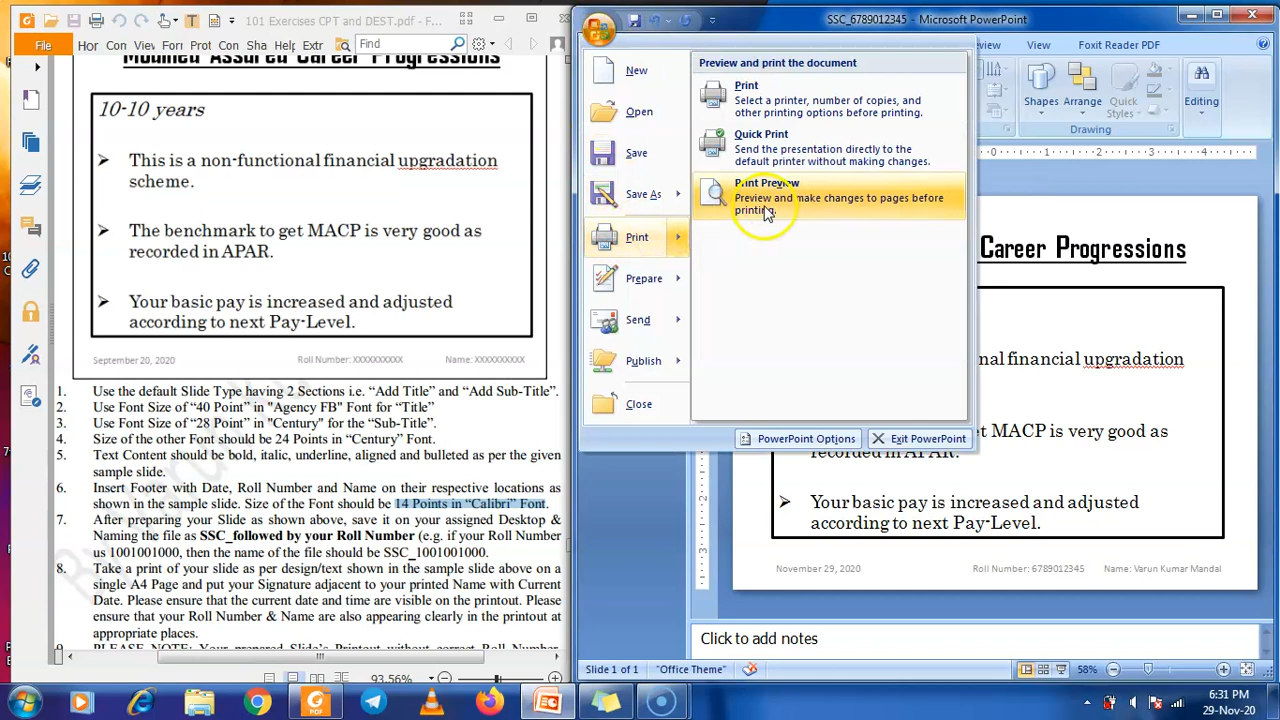 101 Exercises CPT and DEST.pdf - F...
File
Hor
Con
Viev
Forr
Prot
Con
Sha
Hel
Extr
Find
Modified Assured Career Progressions
10-10 years
This is a non-functional financial upgradation
scheme.
The benchmark to get MACP is very good as
recorded in APAR.
Your basic pay is increased and adjusted
according to next Pay-Level.
September 20, 2020 Roll Number: XXXXXXXXXX Name: XXXXXXXXXX
1. Use the default Slide Type having 2 Sections i.e. “Add Title” and “Add Sub-Title”.
2. Use Font Size of “40 Point” in "Agency FB" Font for “Title”
3. Use Font Size of “28 Point” in "Century" for the “Sub-Title”.
4. Size of the other Font should be 24 Points in “Century” Font.
5. Text Content should be bold, italic, underline, aligned and bulleted as per the given
sample slide.
6. Insert Footer with Date, Roll Number and Name on their respective locations as
shown in the sample slide. Size of the Font should be 14 Points in “Calibri” Font.
7. After preparing your Slide as shown above, save it on your assigned Desktop &
Naming the file as SSC_followed by your Roll Number (e.g. if your Roll Number
us 1001001000, then the name of the file should be SSC_1001001000.
8. Take a print of your slide as per design/text shown in the sample slide above on a
single A4 Page and put your Signature adjacent to your printed Name with Current
Date. Please ensure that the current date and time are visible on the printout. Please
ensure that your Roll Number & Name are also appearing clearly in the printout at
appropriate places.
9. PLEASE NOTE: Your prepared Slide's Printout without correct Roll Number
93.56%
SSC_6789012345 - Microsoft PowerPoint
View
Foxit Reader PDF
Shapes
Arrange
Quick
Styles
Editing
Drawing
New
Open
Save
Save As
Print
Prepare
Send
Publish
Close
Preview and print the document
Print
Select a printer, number of copies, and
other printing options before printing.
Quick Print
Send the presentation directly to the
default printer without making changes.
Print Preview
Preview and make changes to pages before
printing.
PowerPoint Options
Exit PowerPoint
Career Progressions
nal financial upgradation
et MACP is very good as
recorded in APAR.
Your basic pay is increased and adjusted
according to next Pay-Level.
November 29, 2020 Roll Number: 6789012345 Name: Varun Kumar Mandal
Click to add notes
Slide 1 of 1
"Office Theme"
58%
6:31 PM
29-Nov-20